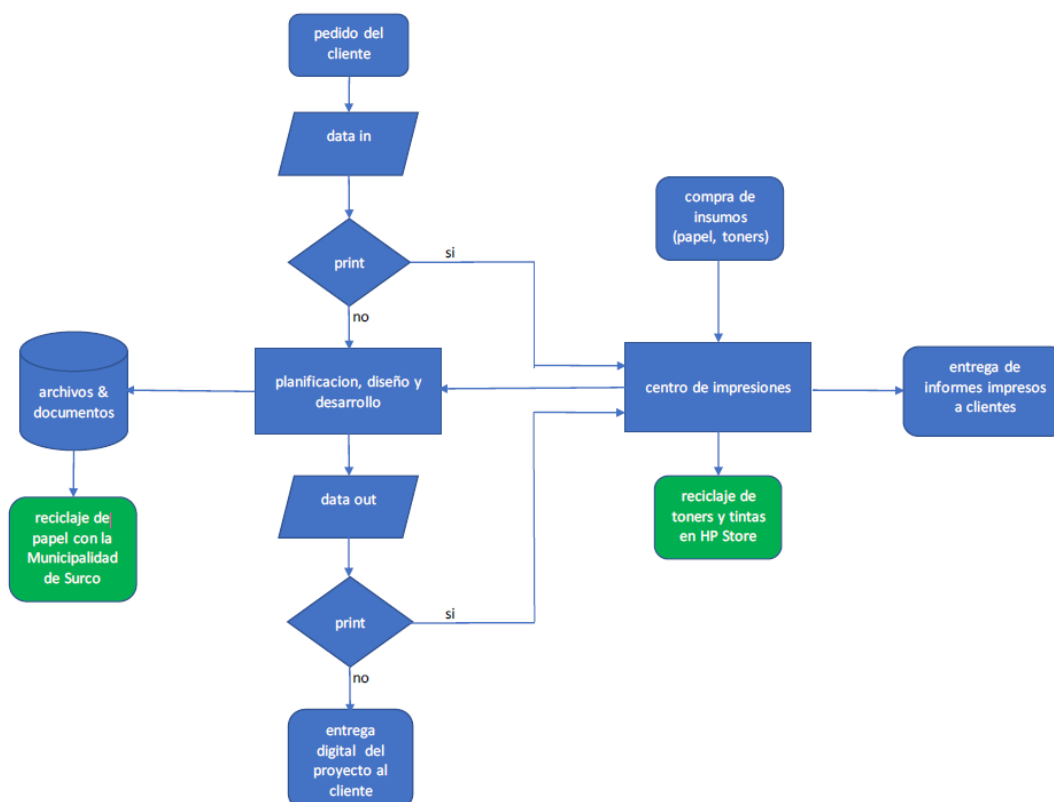 pedido del
cliente
data in
compra de
insumos
(papel, toners)
print
si
no
archivos &
documentos
planificacion, diseño y
desarrollo
centro de impresiones
entrega de
informes impresos
a clientes
reciclaje de
papel con la
Municipalidad
de Surco
data out
reciclaje de
toners y tintas
en HP Store
print
si
no
entrega
digital del
proyecto al
cliente